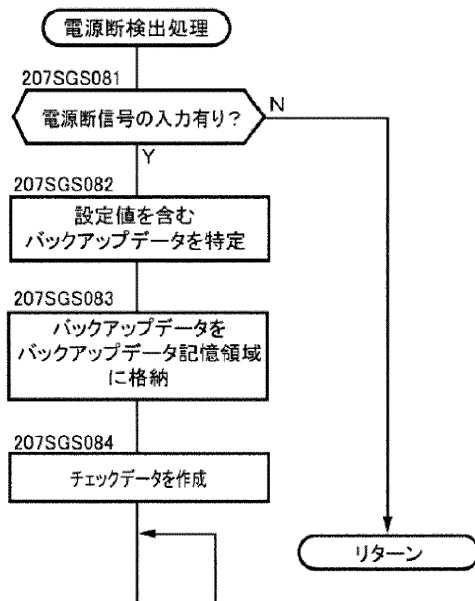 電源断検出処理
207SGS081
電源断信号の入力有り？
N
Y
207SGS082
設定値を含む
バックアップデータを特定
207SGS083
バックアップデータを
バックアップデータ記憶領域
に格納
207SGS084
チェックデータを作成
リターン